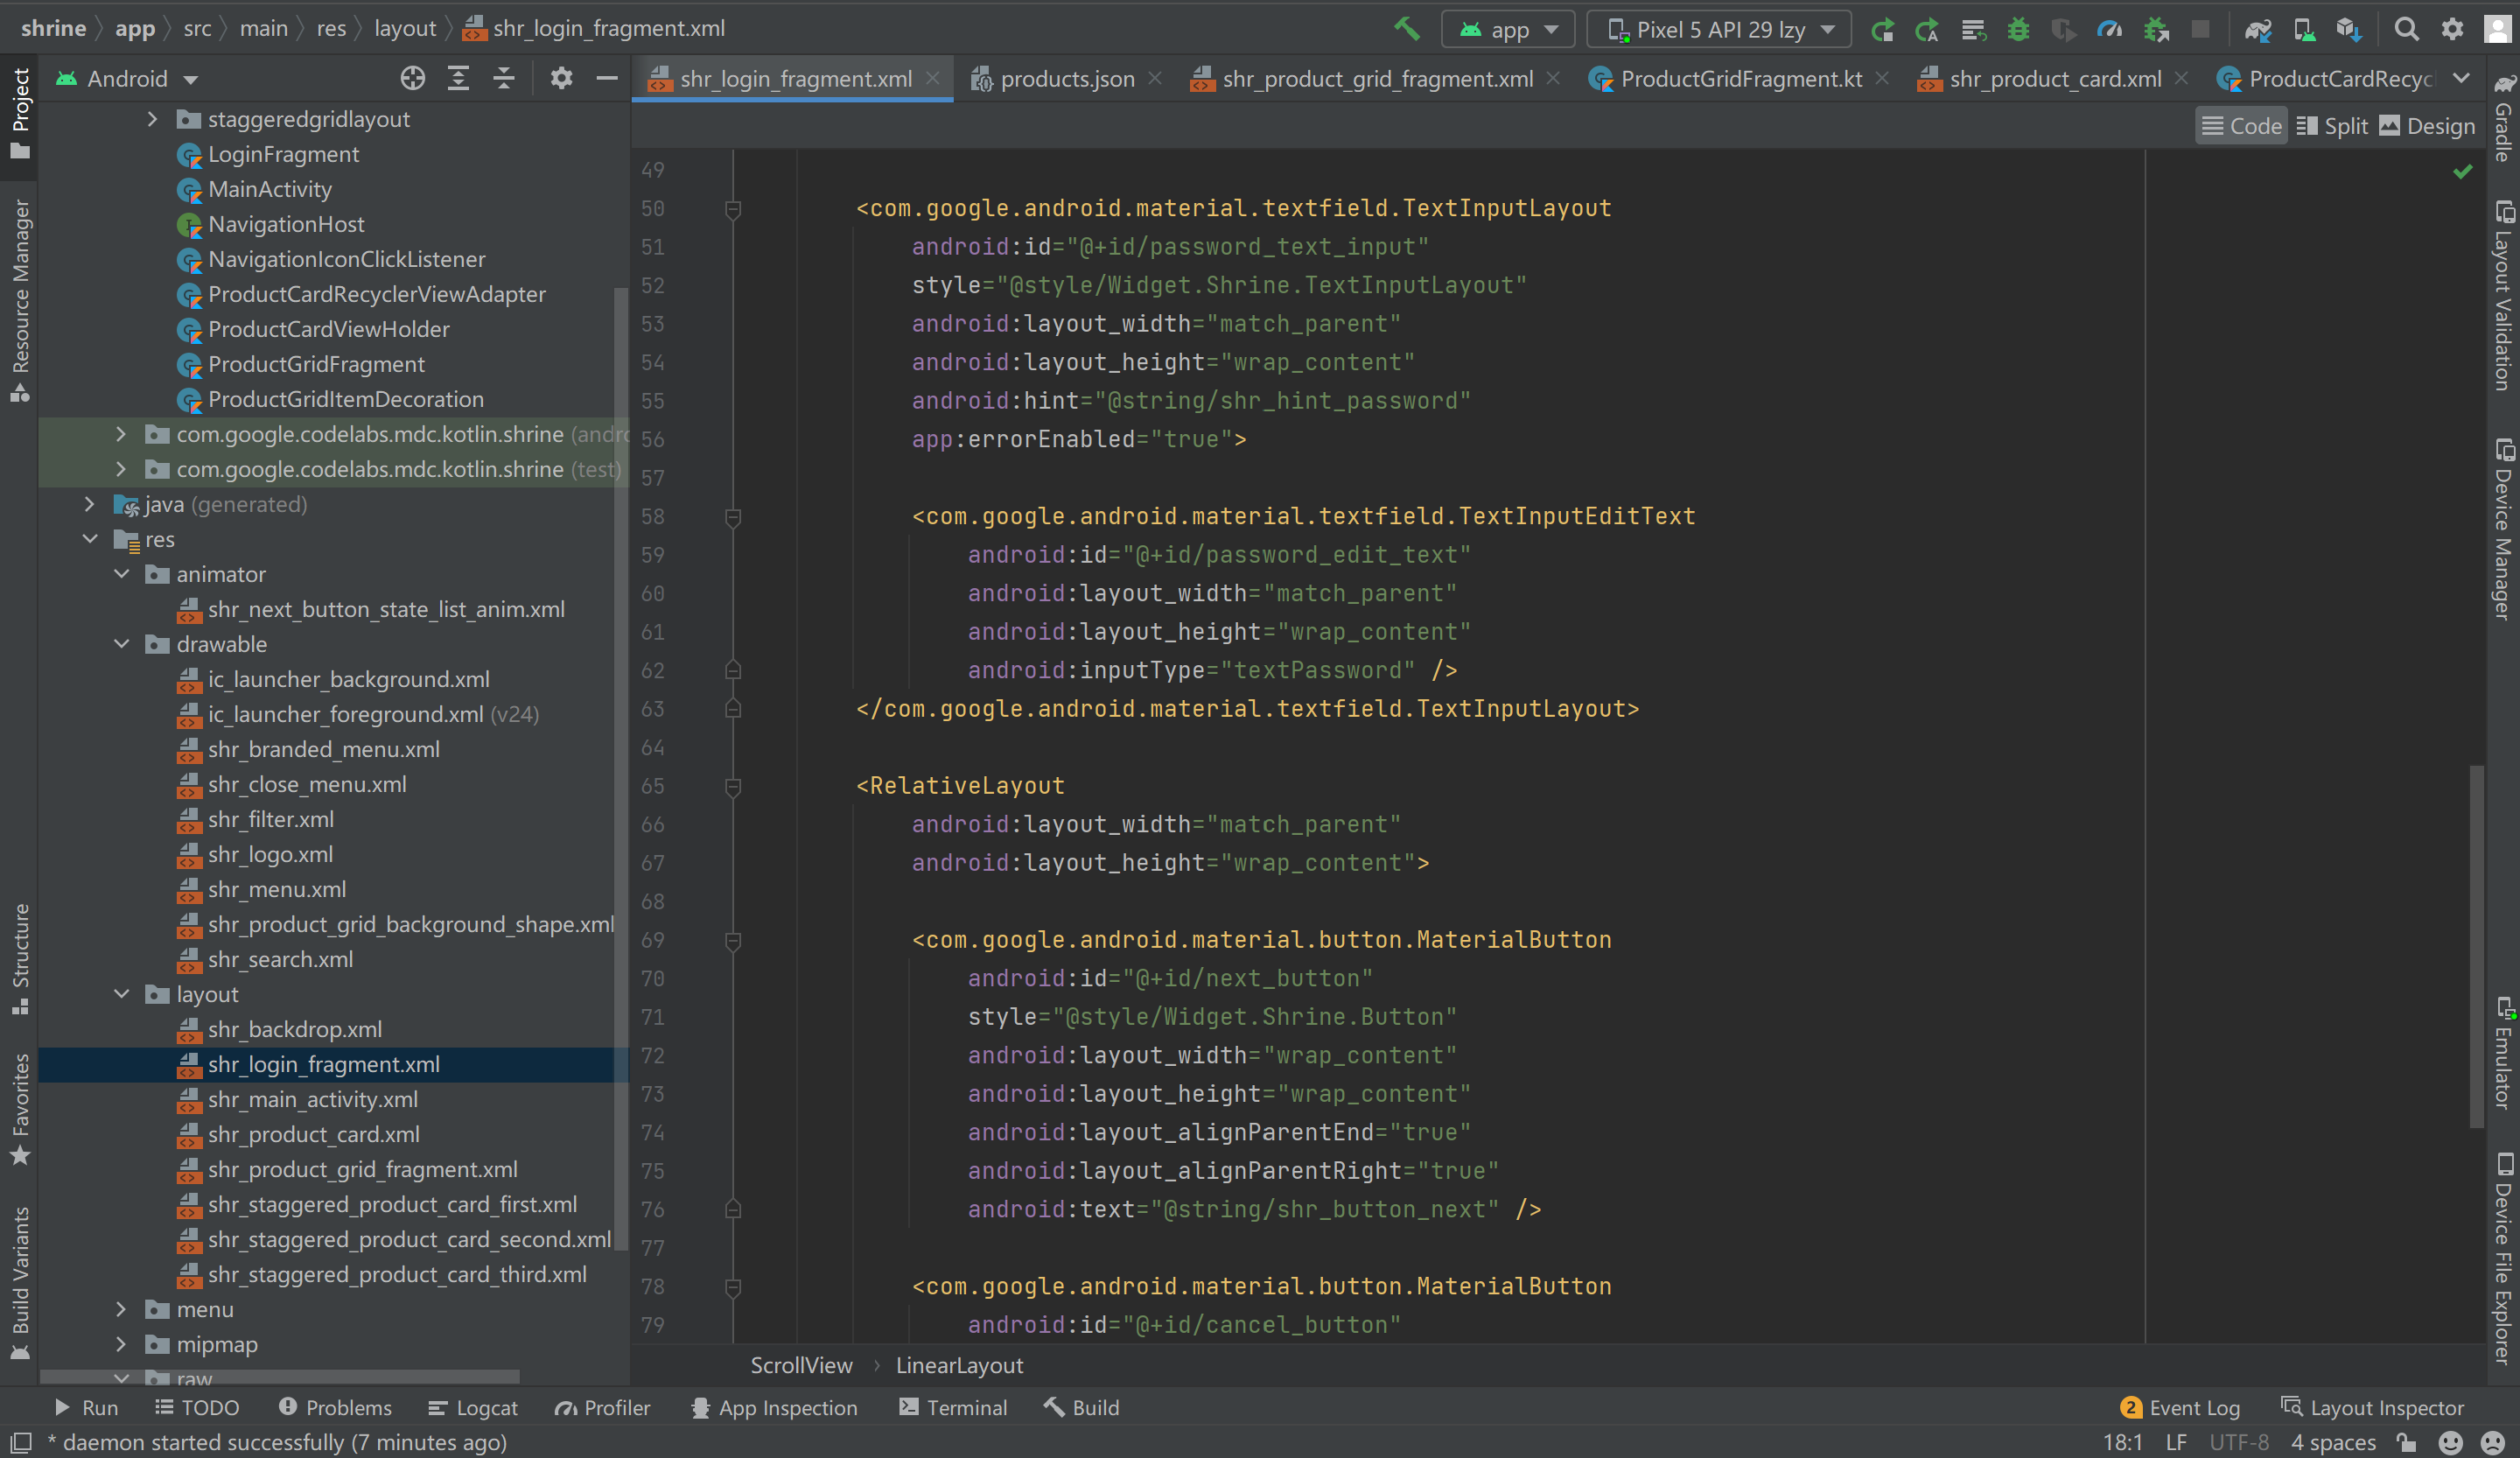 shrine app src main res layout shr_login_fragment.xml
app
Pixel 5 API 29 lzy
Android
shr_login_fragment.xml
products.json
shr_product_grid_fragment.xml
ProductGridFragment.kt
shr_product_card.xml
ProductCardRecyc
Code
Split
Design
Project
Resource Manager
Structure
Favorites
Build Variants
staggeredgridlayout
LoginFragment
MainActivity
NavigationHost
NavigationIconClickListener
ProductCardRecyclerViewAdapter
ProductCardViewHolder
ProductGridFragment
ProductGridItemDecoration
com.google.codelabs.mdc.kotlin.shrine (andro
com.google.codelabs.mdc.kotlin.shrine (test)
java (generated)
res
animator
shr_next_button_state_list_anim.xml
drawable
ic_launcher_background.xml
ic_launcher_foreground.xml (v24)
shr_branded_menu.xml
shr_close_menu.xml
shr_filter.xml
shr_logo.xml
shr_menu.xml
shr_product_grid_background_shape.xml
shr_search.xml
layout
shr_backdrop.xml
shr_login_fragment.xml
shr_main_activity.xml
shr_product_card.xml
shr_product_grid_fragment.xml
shr_staggered_product_card_first.xml
shr_staggered_product_card_second.xml
shr_staggered_product_card_third.xml
menu
mipmap
raw
49
50 <com.google.android.material.textfield.TextInputLayout
51 android:id="@+id/password_text_input"
52 style="@style/Widget.Shrine.TextInputLayout"
53 android:layout_width="match_parent"
54 android:layout_height="wrap_content"
55 android:hint="@string/shr_hint_password"
56 app:errorEnabled="true">
57
58 <com.google.android.material.textfield.TextInputEditText
59 android:id="@+id/password_edit_text"
60 android:layout_width="match_parent"
61 android:layout_height="wrap_content"
62 android:inputType="textPassword" />
63 </com.google.android.material.textfield.TextInputLayout>
64
65 <RelativeLayout
66 android:layout_width="match_parent"
67 android:layout_height="wrap_content">
68
69 <com.google.android.material.button.MaterialButton
70 android:id="@+id/next_button"
71 style="@style/Widget.Shrine.Button"
72 android:layout_width="wrap_content"
73 android:layout_height="wrap_content"
74 android:layout_alignParentEnd="true"
75 android:layout_alignParentRight="true"
76 android:text="@string/shr_button_next" />
77
78 <com.google.android.material.button.MaterialButton
79 android:id="@+id/cancel_button"
ScrollView › LinearLayout
Gradle
Layout Validation
Device Manager
Emulator
Device File Explorer
Run
TODO
Problems
Logcat
Profiler
App Inspection
Terminal
Build
2 Event Log
Layout Inspector
* daemon started successfully (7 minutes ago)
18:1
LF
UTF-8
4 spaces